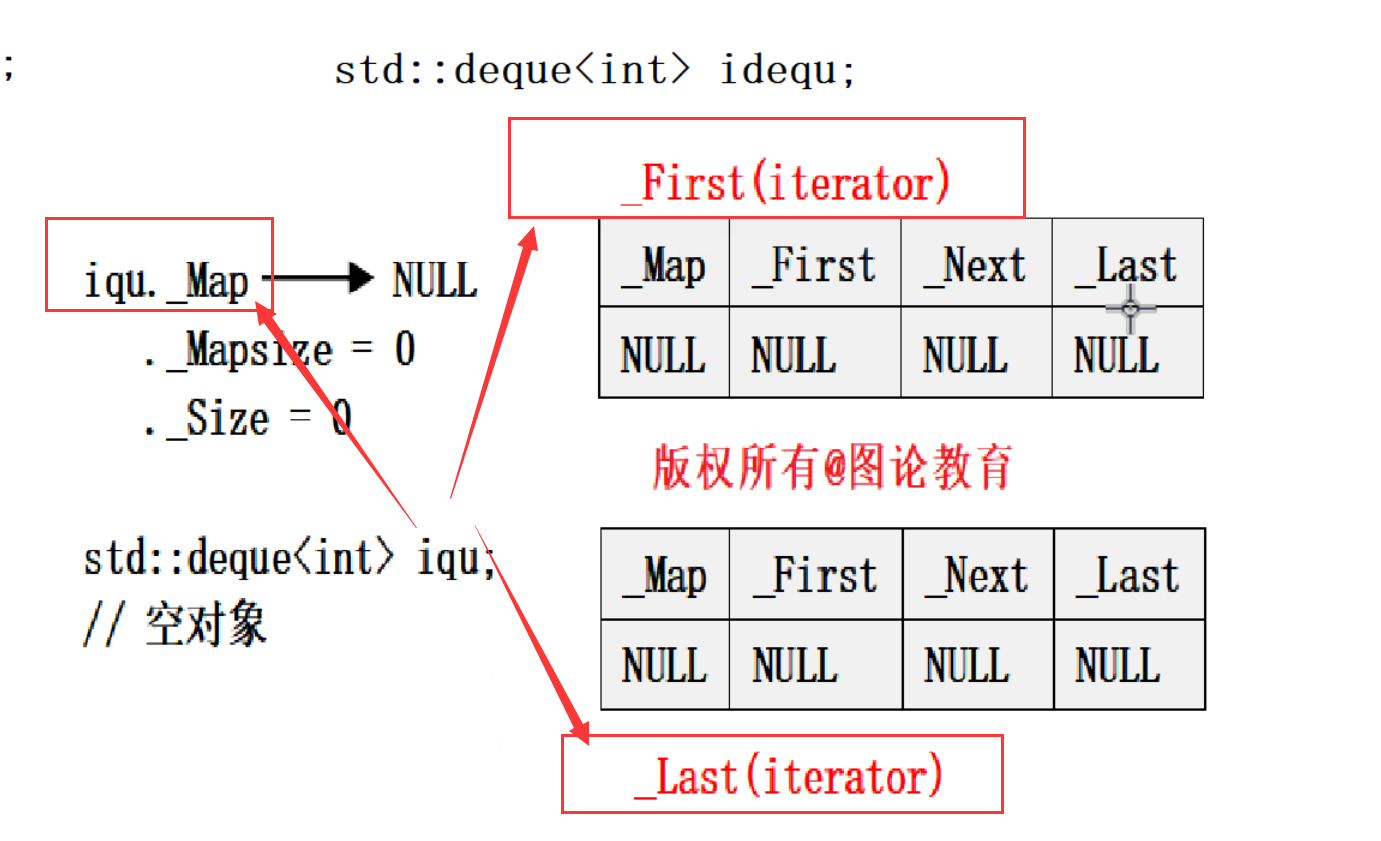 ;
std::deque<int> idequ;
_First(iterator)
_Map _First _Next _Last
NULL NULL NULL NULL
iqu._Map NULL
._Mapsize = 0
._Size = 0
版权所有@图论教育
std::deque<int> iqu;
// 空对象
_Map _First _Next _Last
NULL NULL NULL NULL
_Last(iterator)